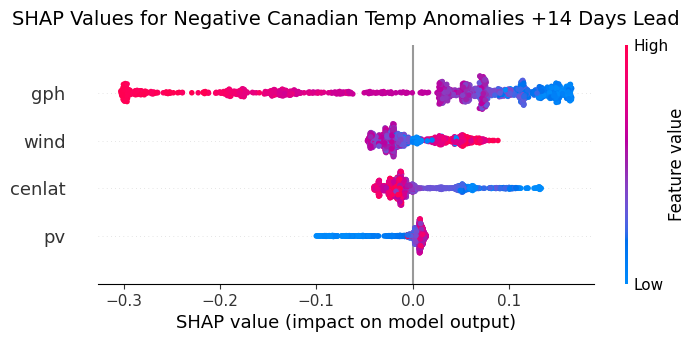 SHAP Values for Negative Canadian Temp Anomalies +14 Days Lead
High
gph
wind
cenlat
pv
Feature value
Low
−0.3 −0.2 −0.1 0.0 0.1
SHAP value (impact on model output)